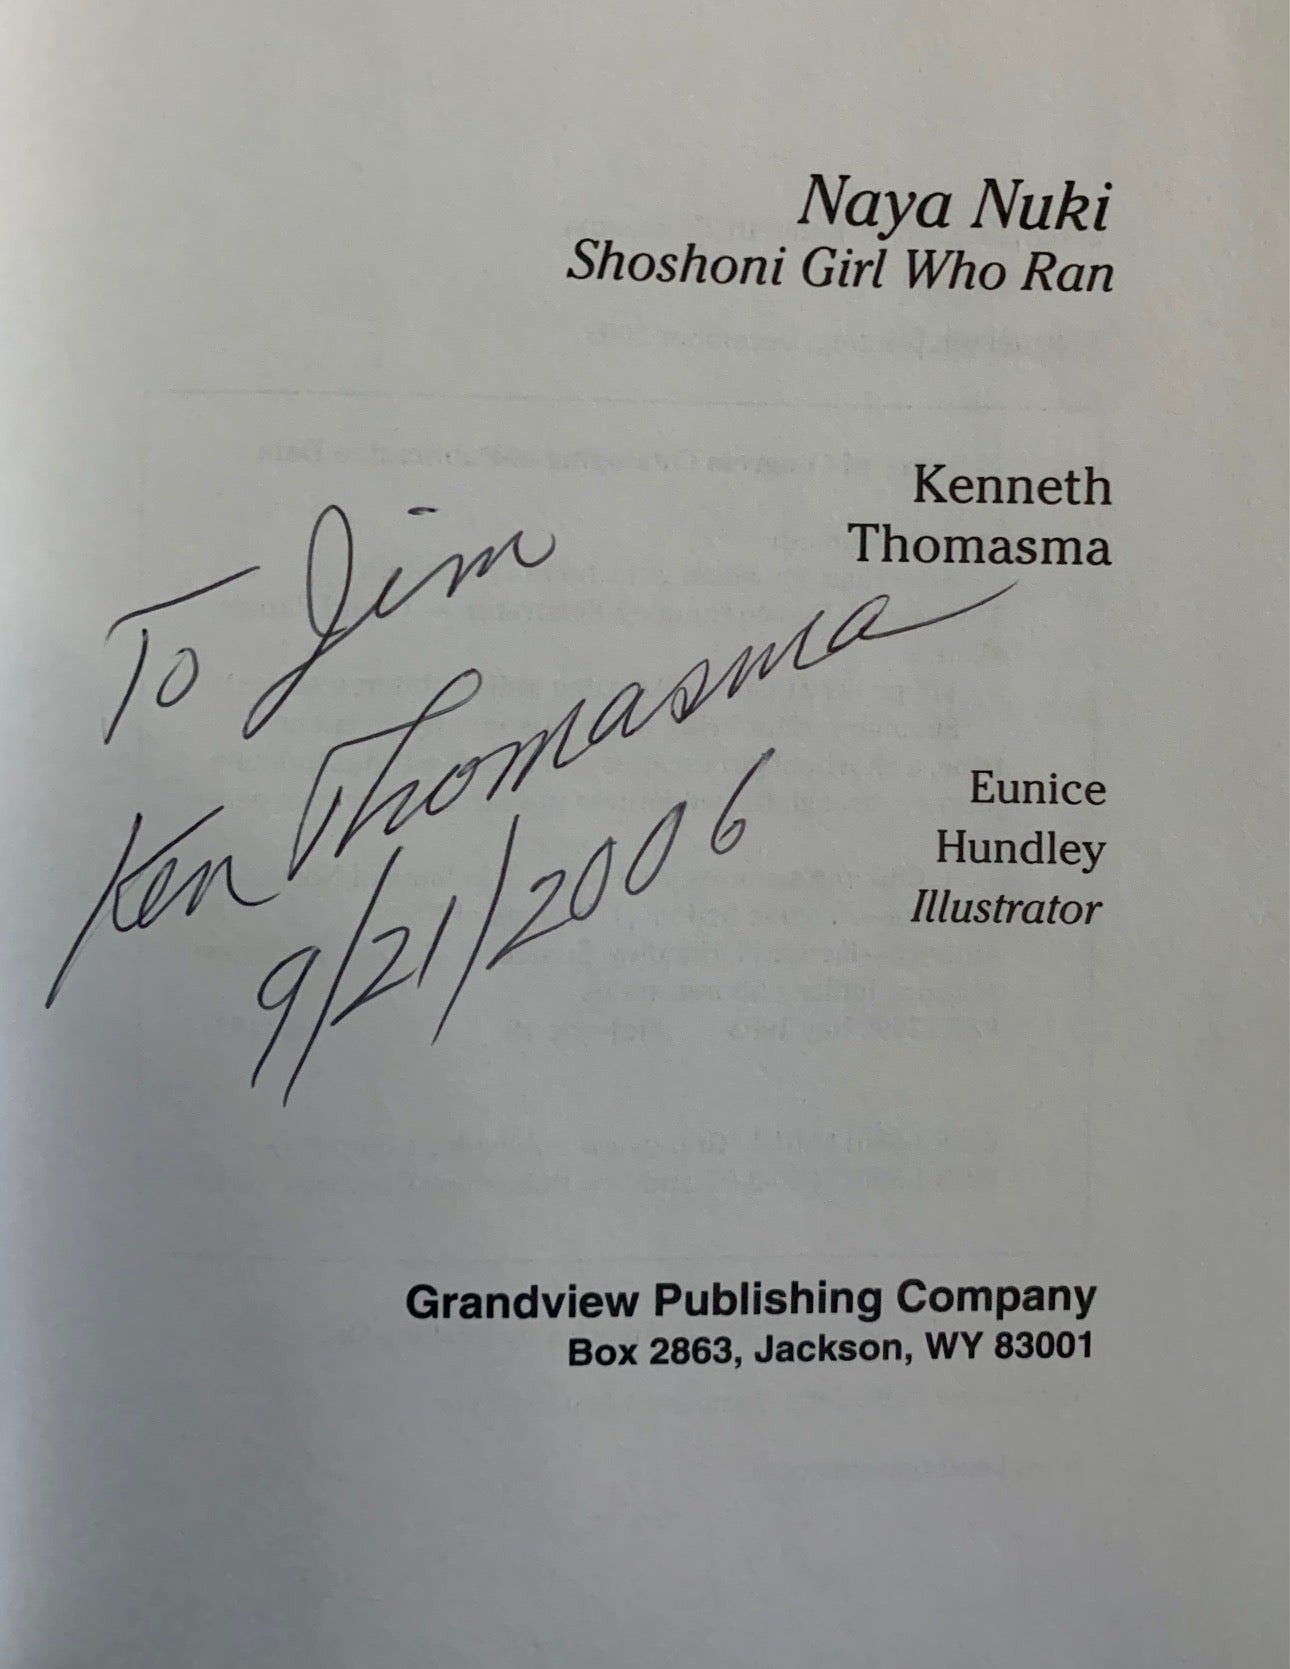 Naya Nuki
Shoshoni Girl Who Ran
Kenneth
Thomasma
To Jim
Ken Thomasma
9/21/2006
Eunice
Hundley
Illustrator
Grandview Publishing Company
Box 2863, Jackson, WY 83001